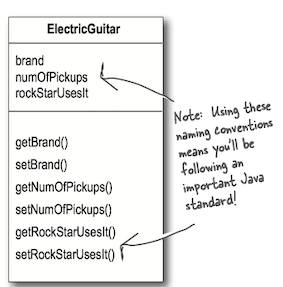 ElectricGuitar
brand
numOfPickups
rockStarUsesIt
getBrand()
setBrand()
getNumOfPickups()
setNumOfPickups()
getRockStarUsesIt()
setRockStarUsesIt()
Note: Using these
naming conventions
means you'll be
following an
important Java
standard!